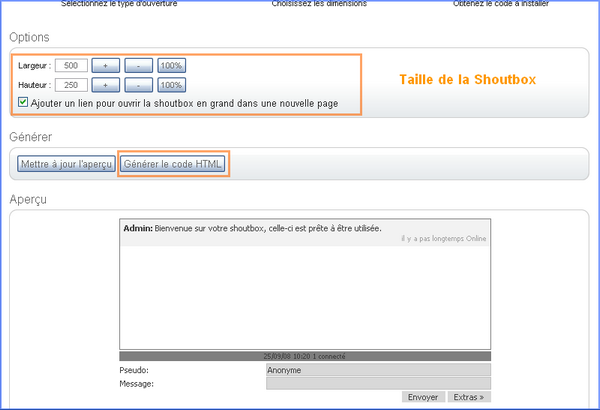 Sélectionnez le type d'ouverture Choisissez les dimensions Obtenez le code à installer
Options
Largeur : 500 + - 100%
Hauteur : 250 + - 100%
Taille de la Shoutbox
Ajouter un lien pour ouvrir la shoutbox en grand dans une nouvelle page
Générer
Mettre à jour l'aperçu Générer le code HTML
Aperçu
Admin: Bienvenue sur votre shoutbox, celle-ci est prête à être utilisée.
il y a pas longtemps Online
25/09/08 10:20 1 connecté
Pseudo: Anonyme
Message:
Envoyer Extras »